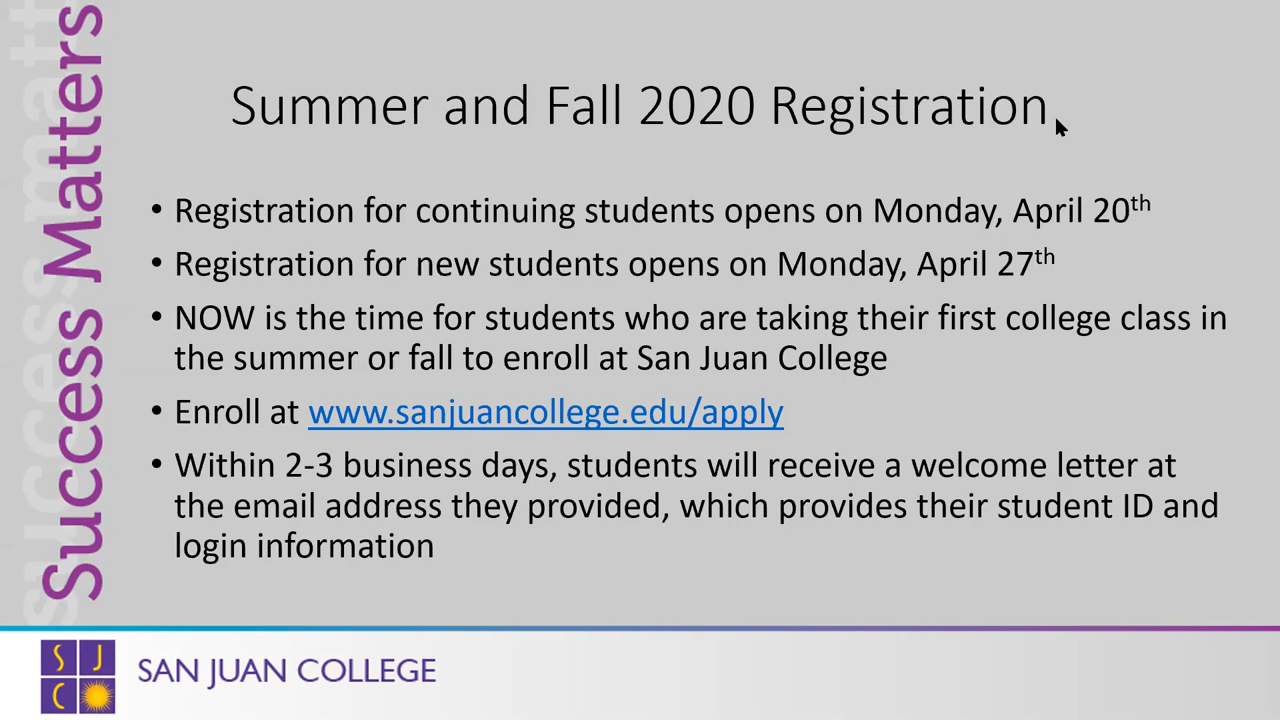 Success Matters
success matt
Summer and Fall 2020 Registration
• Registration for continuing students opens on Monday, April 20th
• Registration for new students opens on Monday, April 27th
• NOW is the time for students who are taking their first college class in
the summer or fall to enroll at San Juan College
• Enroll at www.sanjuancollege.edu/apply
• Within 2-3 business days, students will receive a welcome letter at
the email address they provided, which provides their student ID and
login information
SJ
C
SAN JUAN COLLEGE